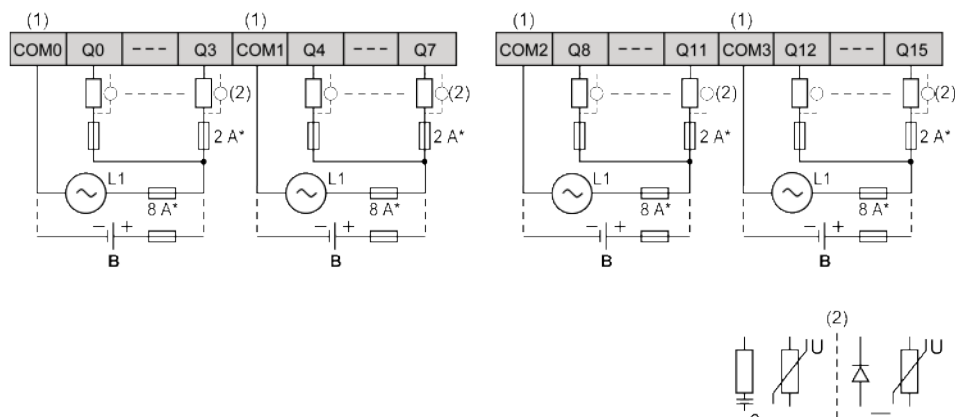 (1) (1) (1) (1)
COM0 Q0 --- Q3 COM1 Q4 --- Q7 COM2 Q8 --- Q11 COM3 Q12 --- Q15
(2) (2) (2) (2)
2 A* 2 A* 2 A* 2 A*
L1 L1 L1 L1
8 A* 8 A* 8 A* 8 A*
− + − + − + − +
B B B B
(2)
U U